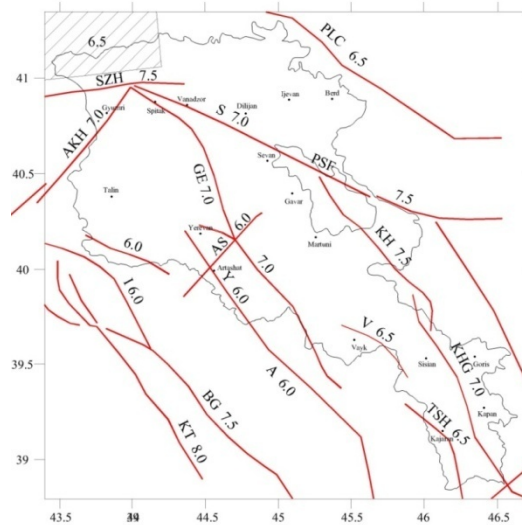 6.5
PLC 6.5
41
SZH 7.5
Gyumri
Spitak
Vanadzor
Dilijan
Ijevan
Berd
AKH 7.0
S 7.0
Sevan
PSF
7.5
40.5
Talin
GE 7.0
Gavar
Yerevan
AS 6.0
Martuni
KH 7.5
6.0
7.0
40
Artashat
I 6.0
Y 6.0
V 6.5
Vayk
Sisian
Goris
39.5
KHG 7.0
A 6.0
BG 7.5
Kapan
KT 8.0
TSH 6.5
Kajaran
39
43.5
44.5
45
45.5
46
46.5